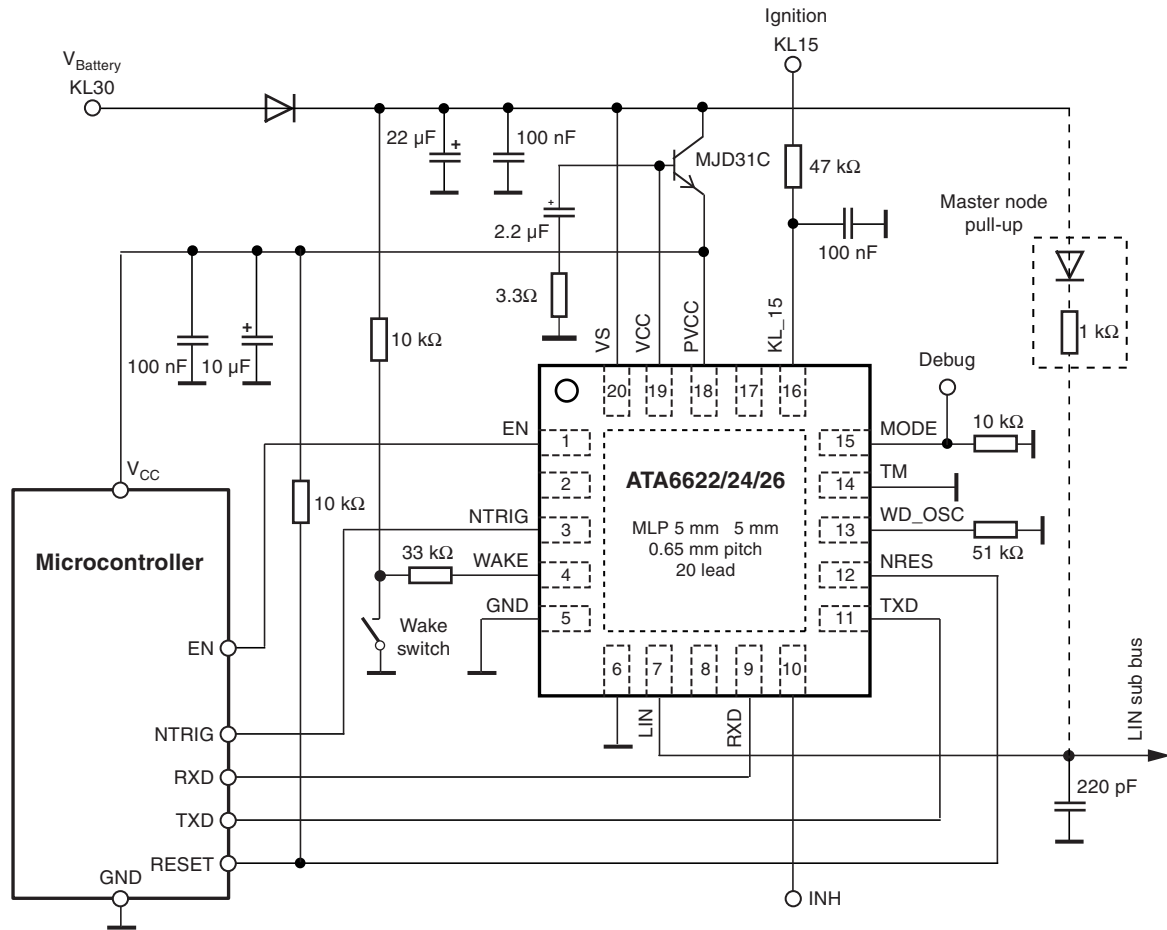 Ignition
KL15
VBattery
KL30
22 µF
+
100 nF
MJD31C
47 kΩ
+
2.2 µF
100 nF
Master node
pull-up
3.3Ω
1 kΩ
100 nF
+
10 µF
10 kΩ
VS
VCC
PVCC
KL_15
Debug
20
19
18
17
16
EN
1
15
MODE
10 kΩ
VCC
10 kΩ
2
ATA6622/24/26
14
TM
NTRIG
3
MLP 5 mm 5 mm
0.65 mm pitch
20 lead
13
WD_OSC
51 kΩ
Microcontroller
33 kΩ
WAKE
4
12
NRES
GND
5
11
TXD
Wake
switch
EN
6
7
8
9
10
LIN
RXD
LIN sub bus
NTRIG
RXD
220 pF
TXD
RESET
GND
INH